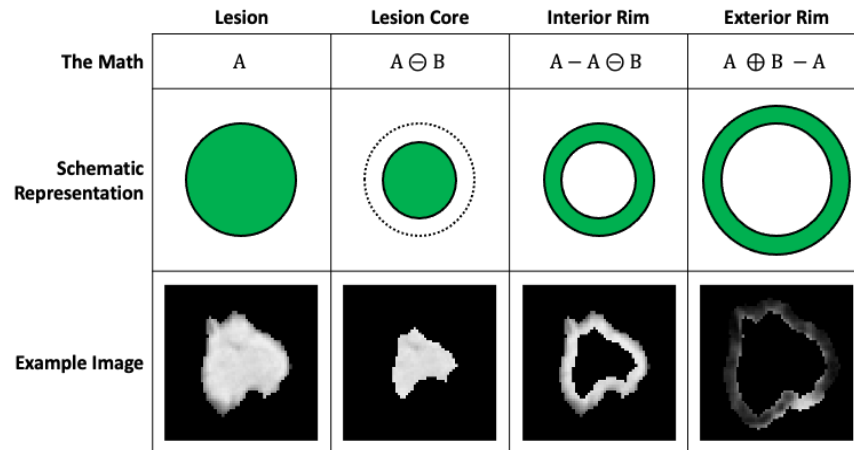 Lesion
Lesion Core
Interior Rim
Exterior Rim
The Math
A
A ⊖ B
A − A ⊖ B
A ⊕ B − A
Schematic
Representation
Example Image